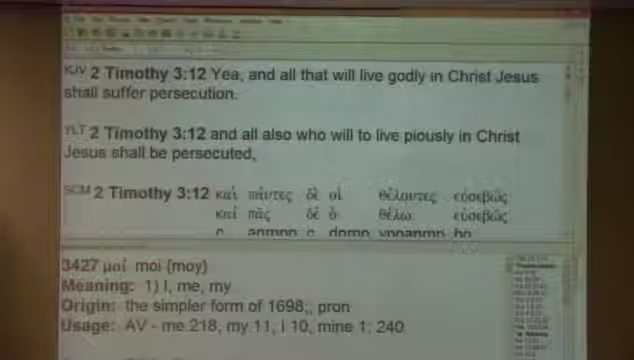 KJV 2 Timothy 3:12 Yea, and all that will live godly in Christ Jesus
shall suffer persecution.
YLT 2 Timothy 3:12 and all also who will to live piously in Christ
Jesus shall be persecuted,
SCM 2 Timothy 3:12 καὶ πάντες δὲ οἱ θέλοντες εὐσεβῶς
καί πᾶς δέ ὁ θέλω εὐσεβῶς
3427 μοί moi {moy}
Meaning: 1) I, me, my
Origin: the simpler form of 1698;; pron
Usage: AV - me 218, my 11, I 10, mine 1; 240